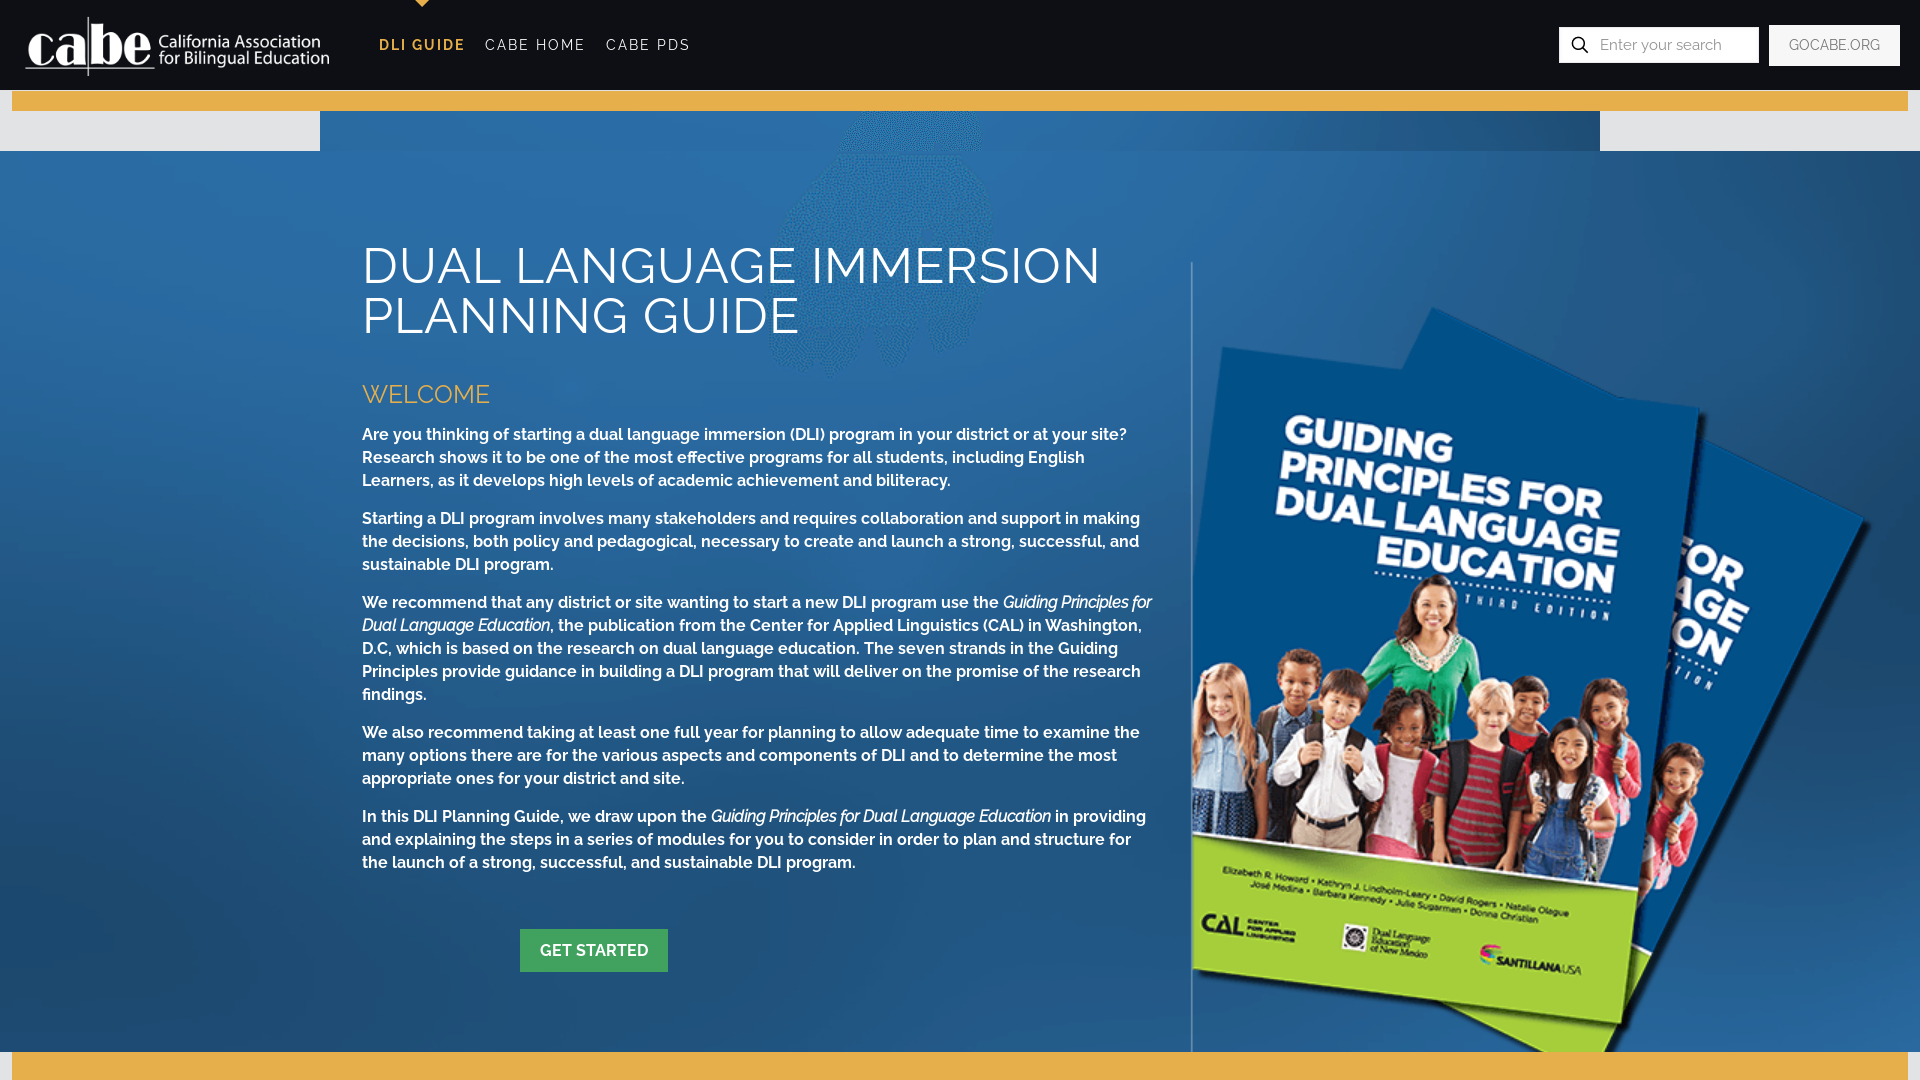 cabe California Association
for Bilingual Education
DLI GUIDE CABE HOME CABE PDS
Enter your search
GOCABE.ORG
DUAL LANGUAGE IMMERSION
PLANNING GUIDE
WELCOME
Are you thinking of starting a dual language immersion (DLI) program in your district or at your site?
Research shows it to be one of the most effective programs for all students, including English
Learners, as it develops high levels of academic achievement and biliteracy.
Starting a DLI program involves many stakeholders and requires collaboration and support in making
the decisions, both policy and pedagogical, necessary to create and launch a strong, successful, and
sustainable DLI program.
We recommend that any district or site wanting to start a new DLI program use the Guiding Principles for
Dual Language Education, the publication from the Center for Applied Linguistics (CAL) in Washington,
D.C, which is based on the research on dual language education. The seven strands in the Guiding
Principles provide guidance in building a DLI program that will deliver on the promise of the research
findings.
We also recommend taking at least one full year for planning to allow adequate time to examine the
many options there are for the various aspects and components of DLI and to determine the most
appropriate ones for your district and site.
In this DLI Planning Guide, we draw upon the Guiding Principles for Dual Language Education in providing
and explaining the steps in a series of modules for you to consider in order to plan and structure for
the launch of a strong, successful, and sustainable DLI program.
GET STARTED
GUIDING
PRINCIPLES FOR
DUAL LANGUAGE
EDUCATION
THIRD EDITION
Elizabeth R. Howard • Kathryn J. Lindholm-Leary • David Rogers • Natalie Olague
José Medina • Barbara Kennedy • Julie Sugarman • Donna Christian
CAL CENTER
FOR APPLIED
LINGUISTICS
Dual Language
Education
of New Mexico
SANTILLANA USA